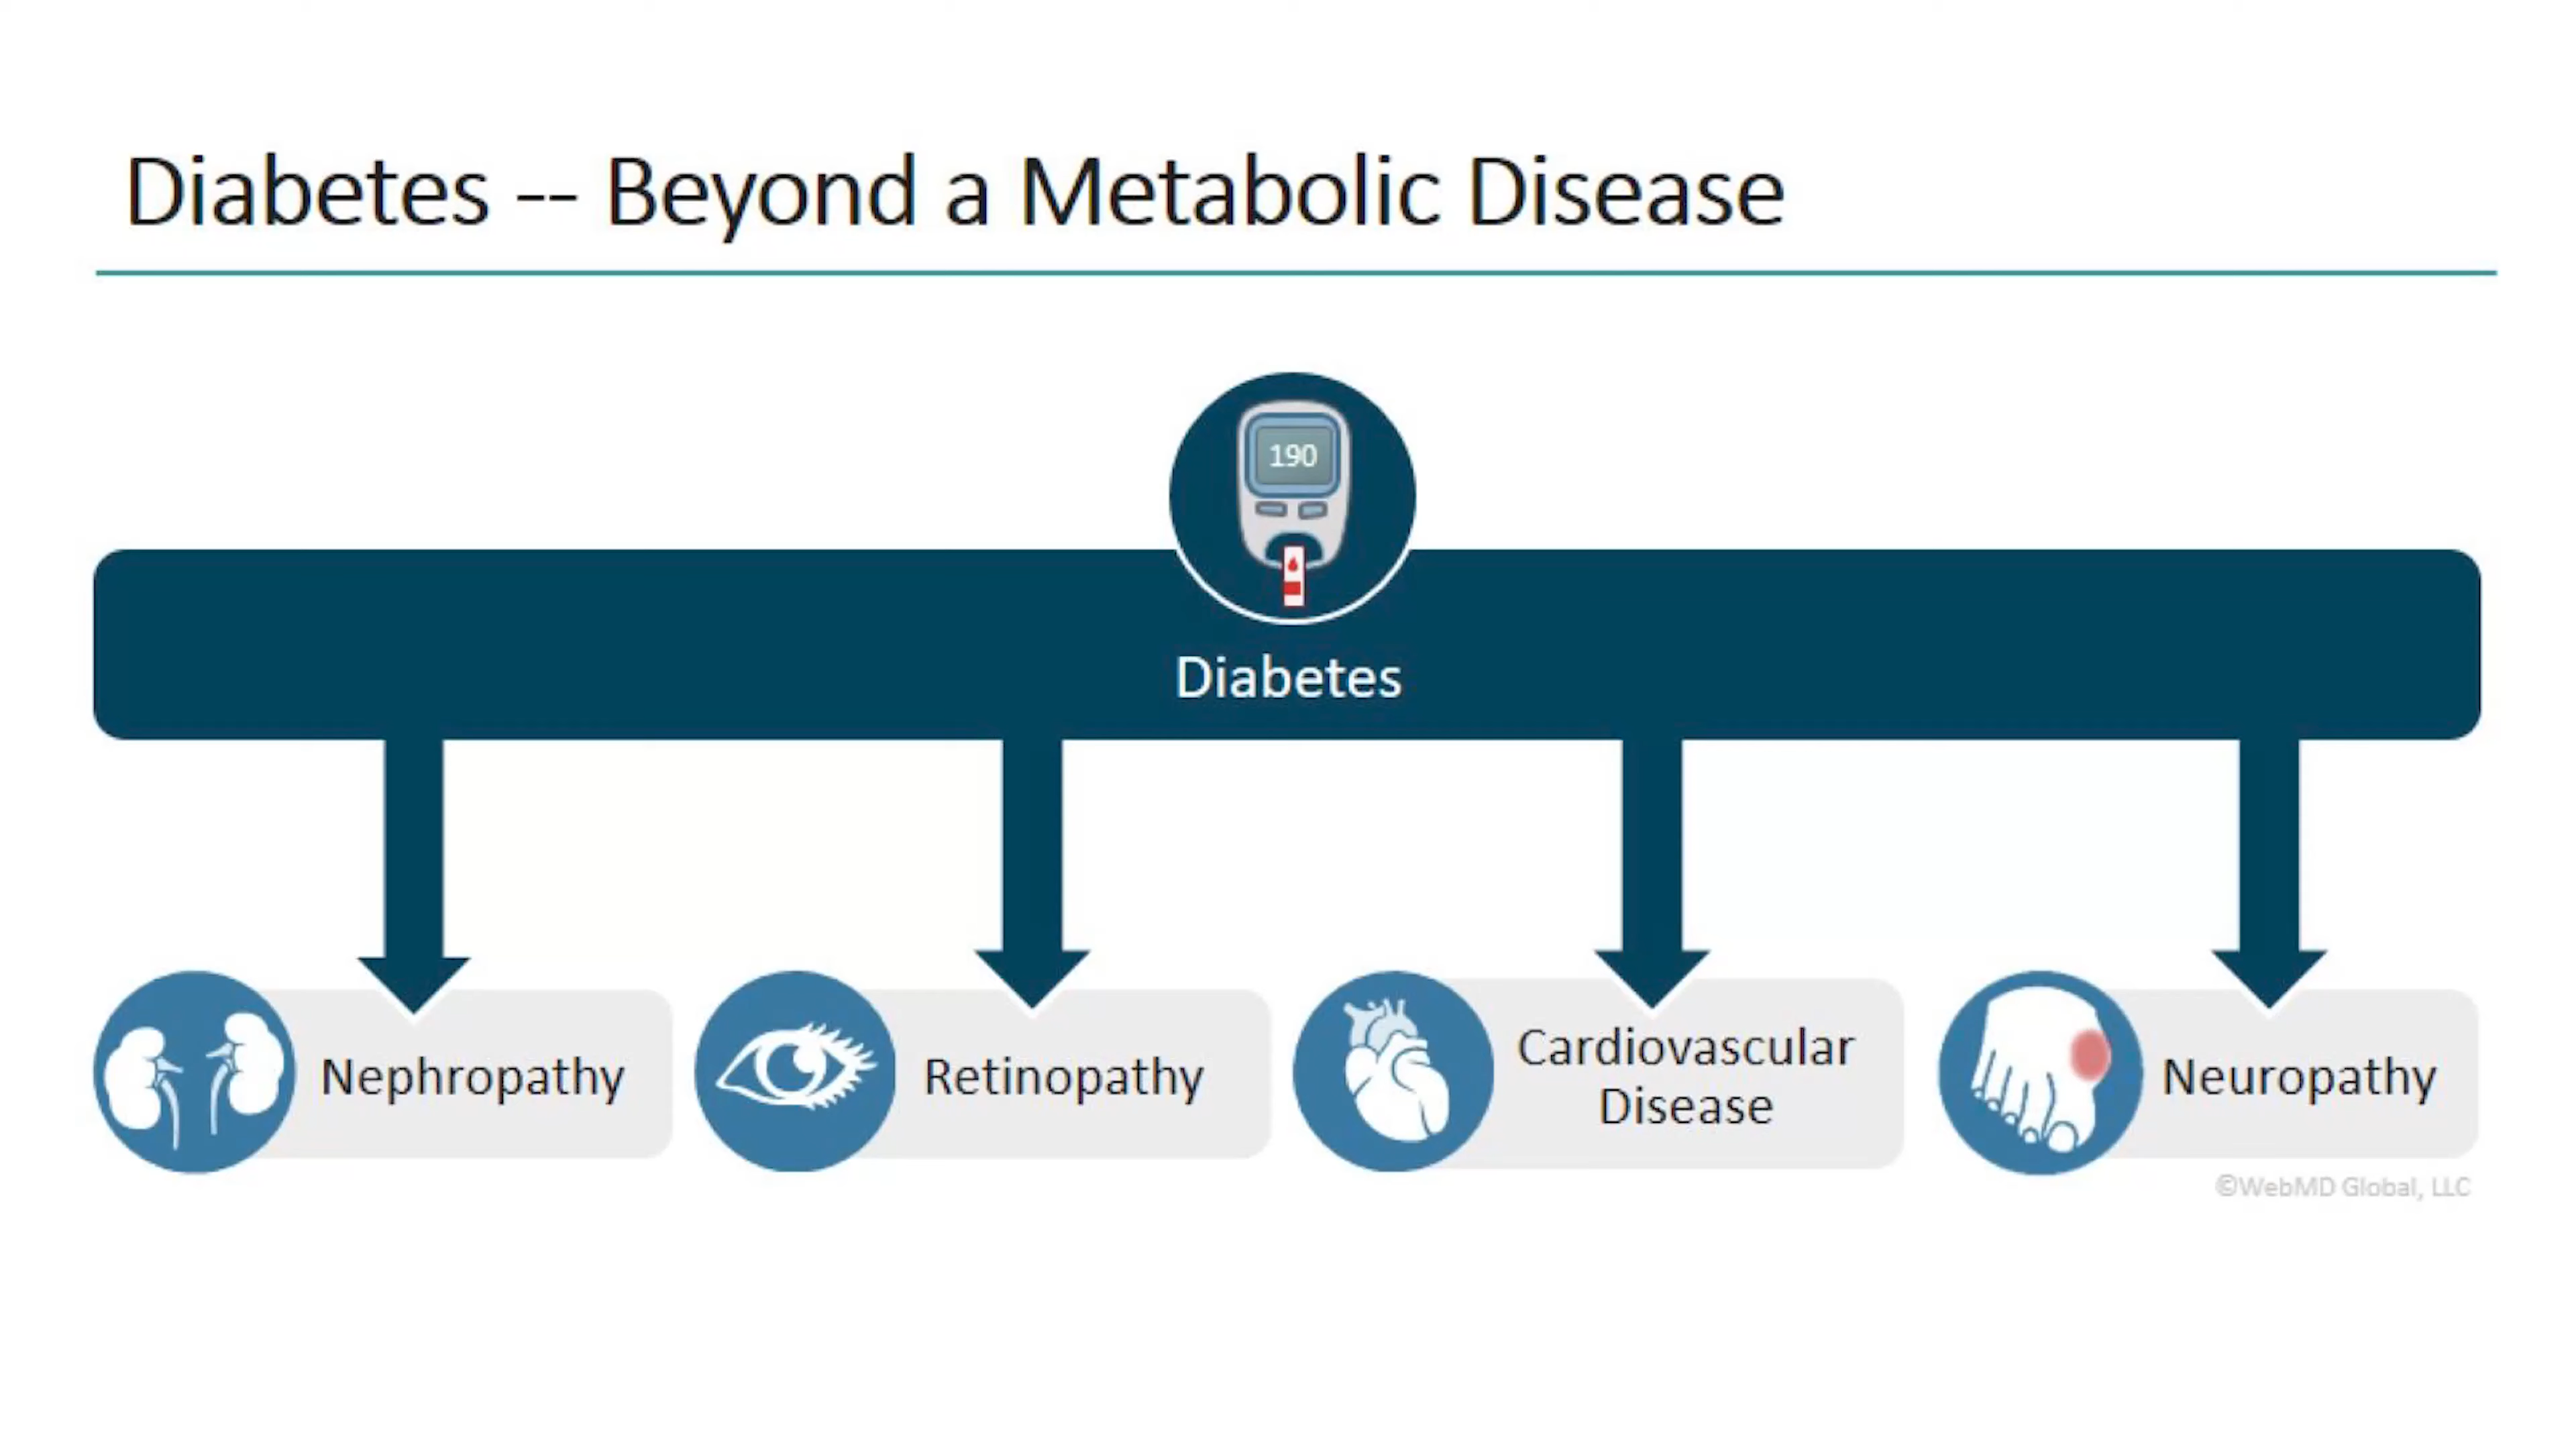 Diabetes -- Beyond a Metabolic Disease
190
Diabetes
Nephropathy
Retinopathy
Cardiovascular
Disease
Neuropathy
©WebMD Global, LLC